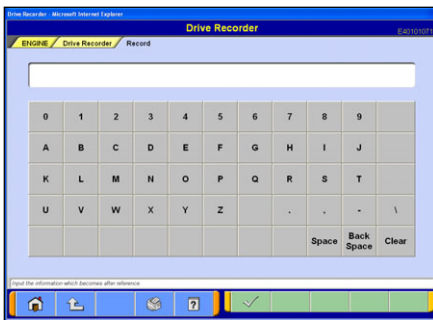 Drive Recorder - Microsoft Internet Explorer
Drive Recorder
E40101071
ENGINE Drive Recorder Record
0 1 2 3 4 5 6 7 8 9
A B C D E F G H I J
K L M N O P Q R S T
U V W X Y Z . , - \
Space Back Space Clear
Input the information which becomes after reference.
?